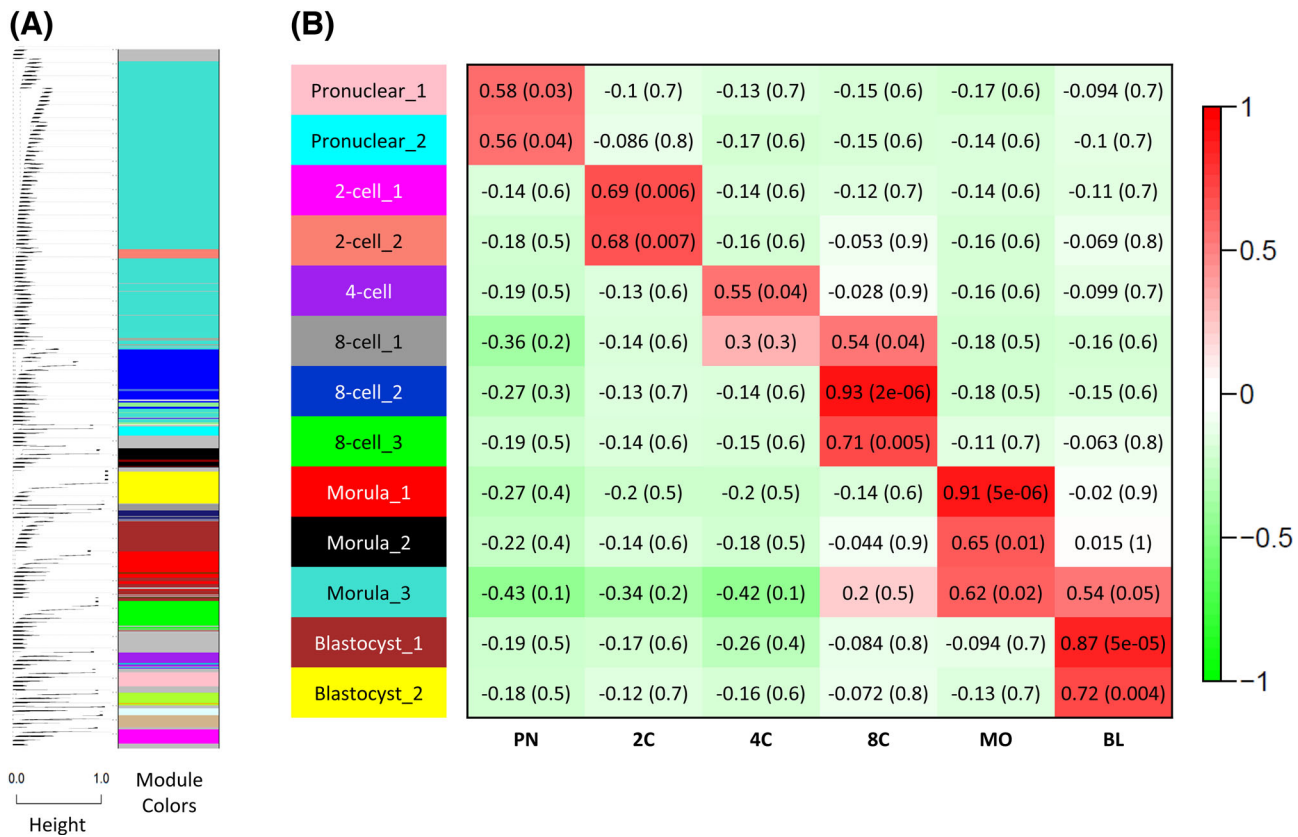 (A)
(B)
Pronuclear_1 0.58 (0.03) -0.1 (0.7) -0.13 (0.7) -0.15 (0.6) -0.17 (0.6) -0.094 (0.7)
Pronuclear_2 0.56 (0.04) -0.086 (0.8) -0.17 (0.6) -0.15 (0.6) -0.14 (0.6) -0.1 (0.7)
2-cell_1 -0.14 (0.6) 0.69 (0.006) -0.14 (0.6) -0.12 (0.7) -0.14 (0.6) -0.11 (0.7)
2-cell_2 -0.18 (0.5) 0.68 (0.007) -0.16 (0.6) -0.053 (0.9) -0.16 (0.6) -0.069 (0.8)
4-cell -0.19 (0.5) -0.13 (0.6) 0.55 (0.04) -0.028 (0.9) -0.16 (0.6) -0.099 (0.7)
8-cell_1 -0.36 (0.2) -0.14 (0.6) 0.3 (0.3) 0.54 (0.04) -0.18 (0.5) -0.16 (0.6)
8-cell_2 -0.27 (0.3) -0.13 (0.7) -0.14 (0.6) 0.93 (2e-06) -0.18 (0.5) -0.15 (0.6)
8-cell_3 -0.19 (0.5) -0.14 (0.6) -0.15 (0.6) 0.71 (0.005) -0.11 (0.7) -0.063 (0.8)
Morula_1 -0.27 (0.4) -0.2 (0.5) -0.2 (0.5) -0.14 (0.6) 0.91 (5e-06) -0.02 (0.9)
Morula_2 -0.22 (0.4) -0.14 (0.6) -0.18 (0.5) -0.044 (0.9) 0.65 (0.01) 0.015 (1)
Morula_3 -0.43 (0.1) -0.34 (0.2) -0.42 (0.1) 0.2 (0.5) 0.62 (0.02) 0.54 (0.05)
Blastocyst_1 -0.19 (0.5) -0.17 (0.6) -0.26 (0.4) -0.084 (0.8) -0.094 (0.7) 0.87 (5e-05)
Blastocyst_2 -0.18 (0.5) -0.12 (0.7) -0.16 (0.6) -0.072 (0.8) -0.13 (0.7) 0.72 (0.004)
PN 2C 4C 8C MO BL
1
0.5
0
−0.5
−1
0.0 1.0
Height
Module
Colors